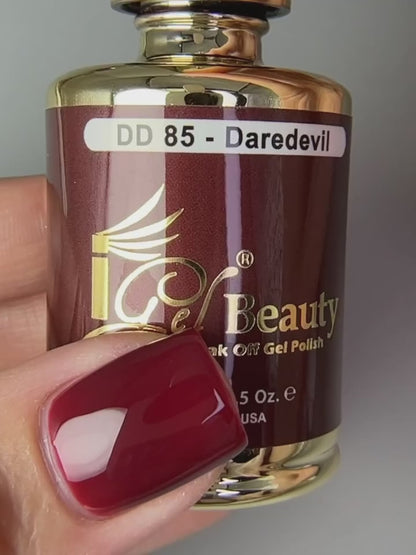 DD 85 - Daredevil
Gel Beauty ®
ak Off Gel Polish
.5 Oz. e
USA